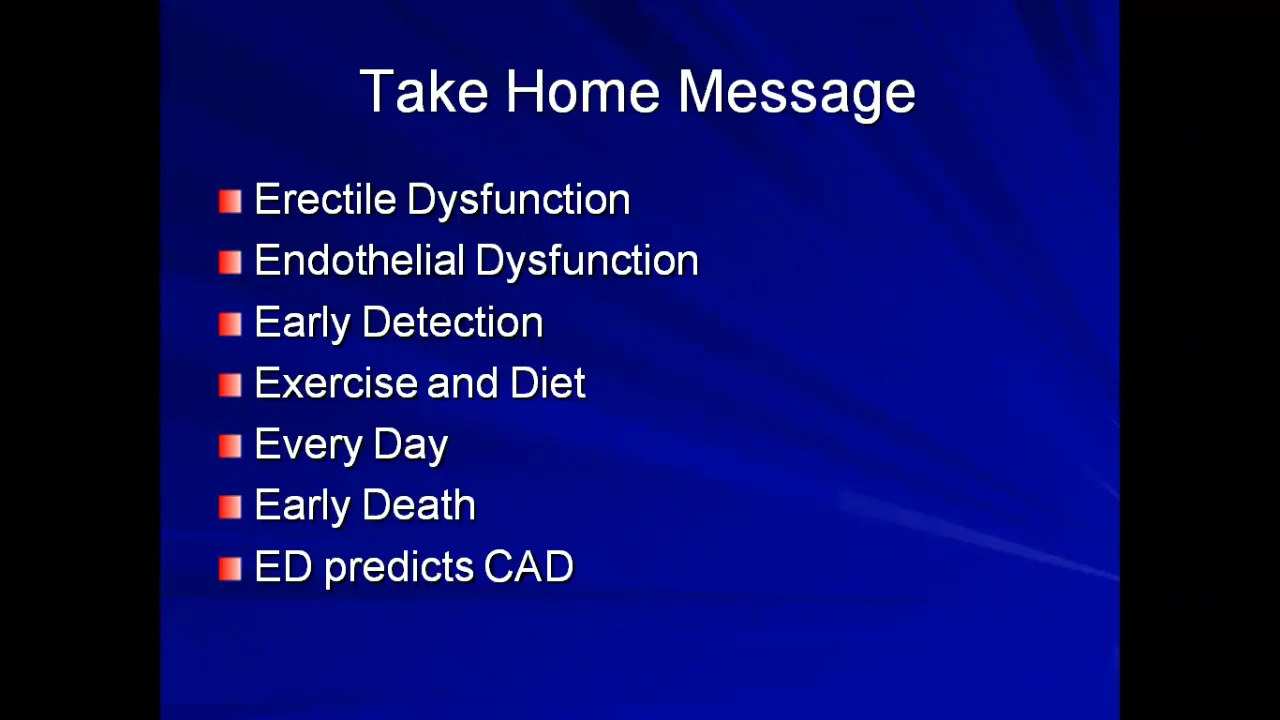 Take Home Message
Erectile Dysfunction
Endothelial Dysfunction
Early Detection
Exercise and Diet
Every Day
Early Death
ED predicts CAD